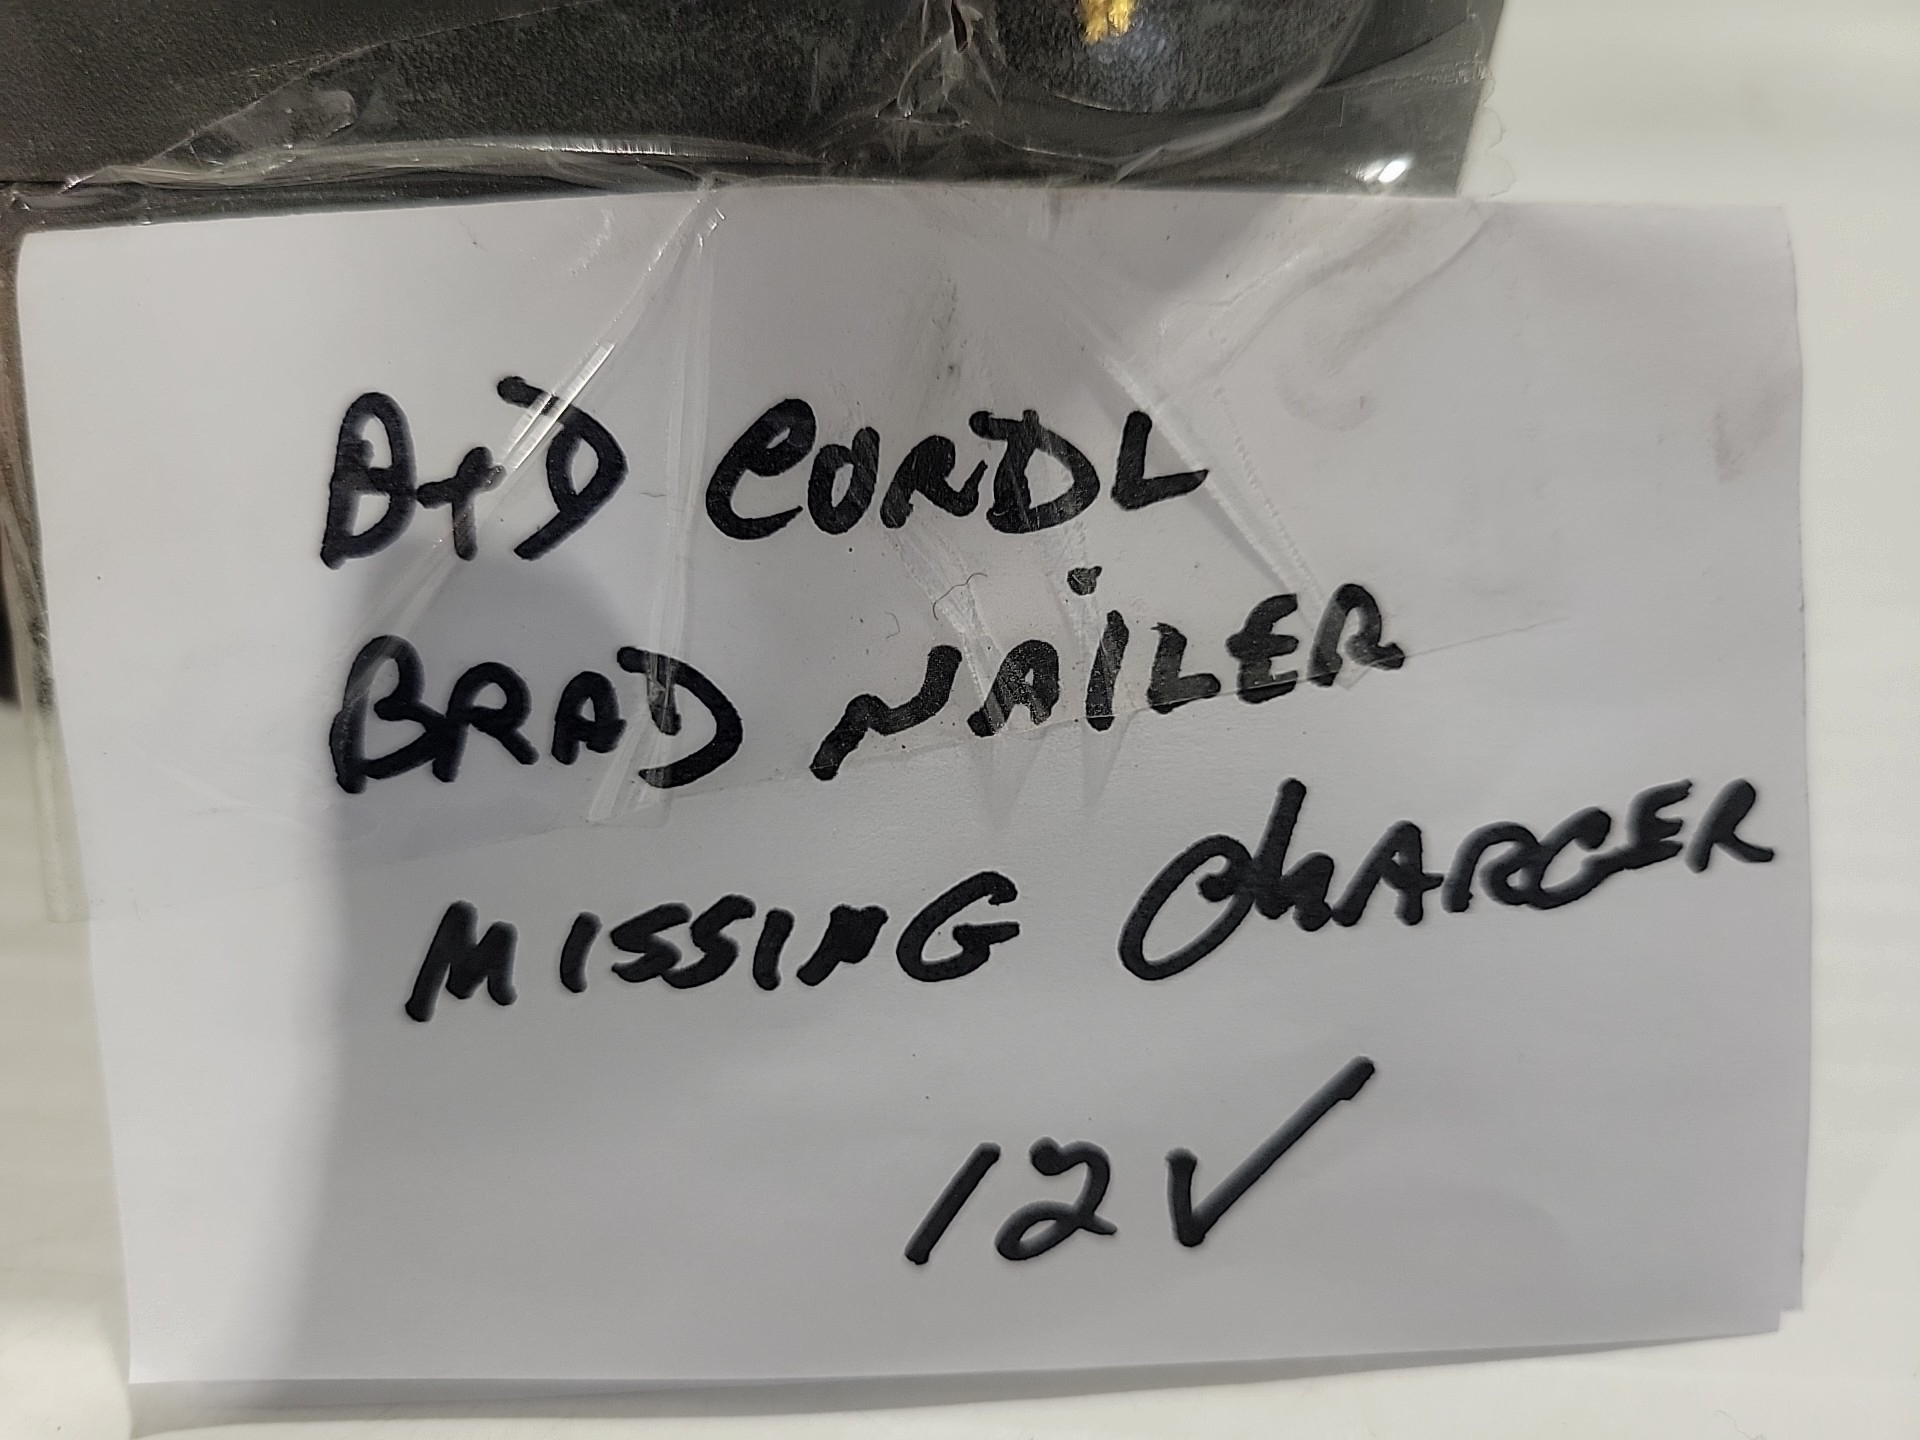 B+D CORDL
BRAD NAILER
MISSING CHARGER
12V